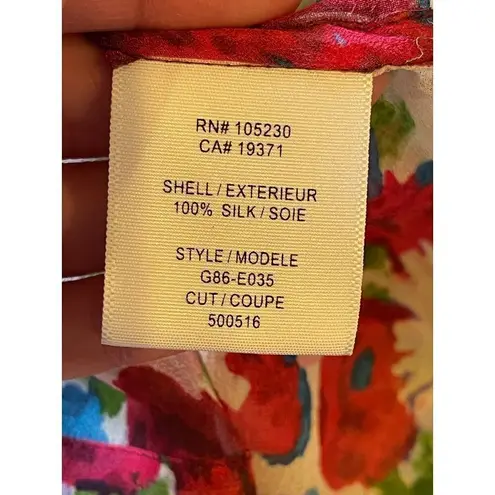 RN# 105230
CA# 19371
SHELL/EXTERIEUR
100% SILK/SOIE
STYLE/MODELE
G86-E035
CUT/COUPE
500516